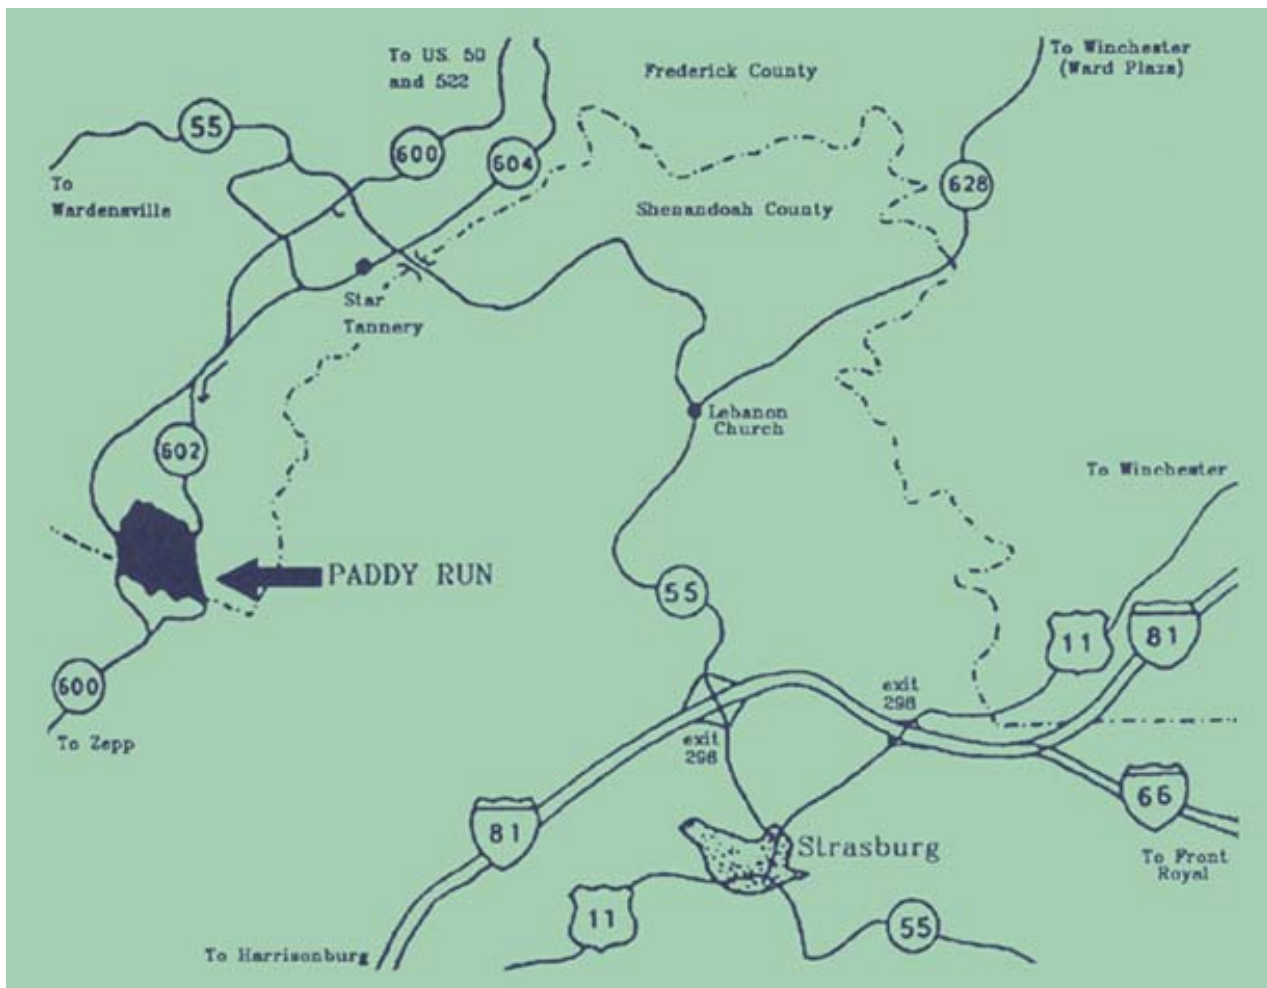 To US. 50
and 522
Frederick County
To Winchester
(Ward Plaza)
55
600
604
628
To
Wardensville
Shenandoah County
Star
Tannery
Lebanon
Church
602
To Winchester
PADDY RUN
55
11
81
600
To Zepp
exit
298
exit
298
66
81
Strasburg
To Front
Royal
11
55
To Harrisonburg